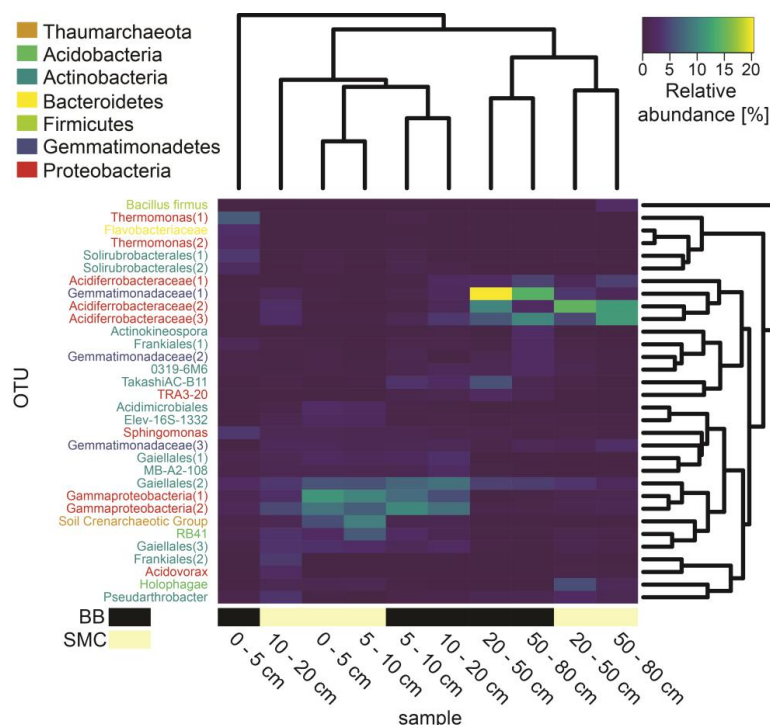 Thaumarchaeota
Acidobacteria
Actinobacteria
Bacteroidetes
Firmicutes
Gemmatimonadetes
Proteobacteria
0 5 10 15 20
Relative
abundance [%]
OTU
Bacillus firmus
Thermomonas(1)
Flavobacteriaceae
Thermomonas(2)
Solirubrobacterales(1)
Solirubrobacterales(2)
Acidiferrobacteraceae(1)
Gemmatimonadaceae(1)
Acidiferrobacteraceae(2)
Acidiferrobacteraceae(3)
Actinokineospora
Frankiales(1)
Gemmatimonadaceae(2)
0319-6M6
TakashiAC-B11
TRA3-20
Acidimicrobiales
Elev-16S-1332
Sphingomonas
Gemmatimonadaceae(3)
Gaiellales(1)
MB-A2-108
Gaiellales(2)
Gammaproteobacteria(1)
Gammaproteobacteria(2)
Soil Crenarchaeotic Group
RB41
Gaiellales(3)
Frankiales(2)
Acidovorax
Holophagae
Pseudarthrobacter
BB
SMC
0 - 5 cm
10 - 20 cm
0 - 5 cm
5 - 10 cm
5 - 10 cm
10 - 20 cm
20 - 50 cm
50 - 80 cm
20 - 50 cm
50 - 80 cm
sample